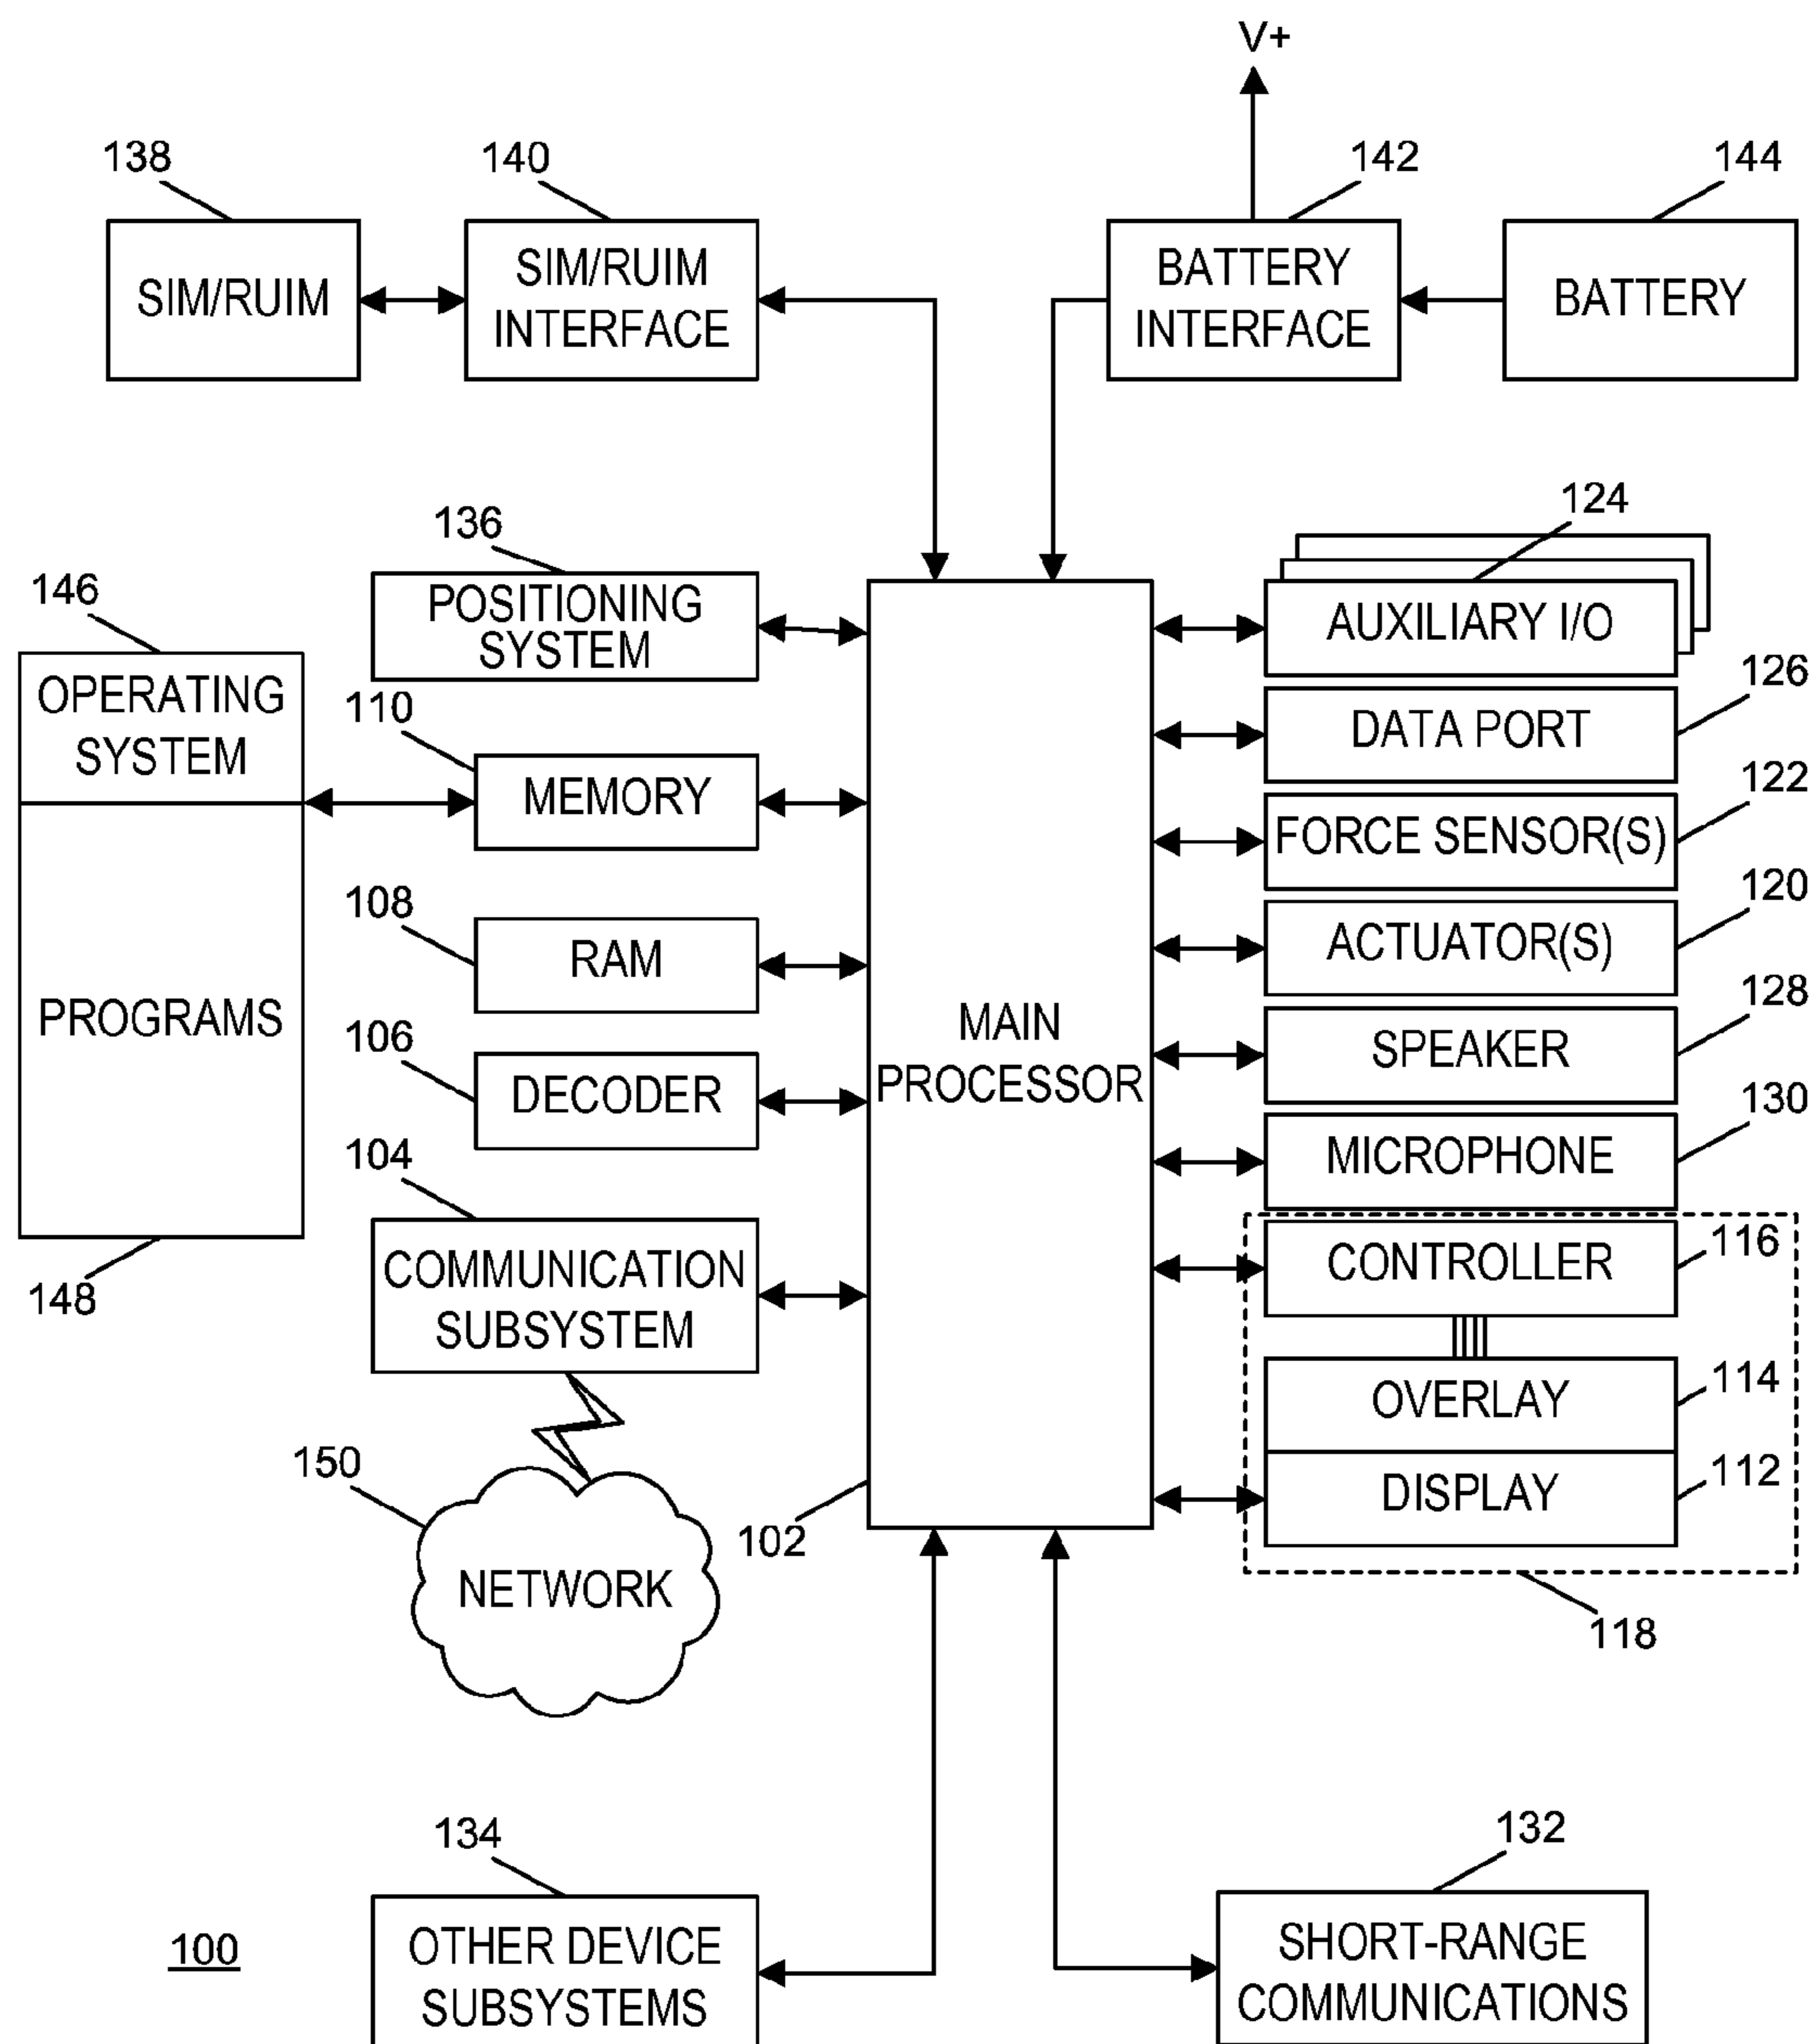 V+
138
140
142
144
SIM/RUIM
SIM/RUIM
INTERFACE
BATTERY
INTERFACE
BATTERY
136
124
POSITIONING
SYSTEM
AUXILIARY I/O
146
OPERATING
SYSTEM
126
DATA PORT
110
MEMORY
122
FORCE SENSOR(S)
120
ACTUATOR(S)
108
RAM
PROGRAMS
MAIN
PROCESSOR
128
SPEAKER
106
DECODER
130
MICROPHONE
104
COMMUNICATION
SUBSYSTEM
148
CONTROLLER
116
OVERLAY
114
DISPLAY
112
150
NETWORK
102
118
134
132
100
OTHER DEVICE
SUBSYSTEMS
SHORT-RANGE
COMMUNICATIONS